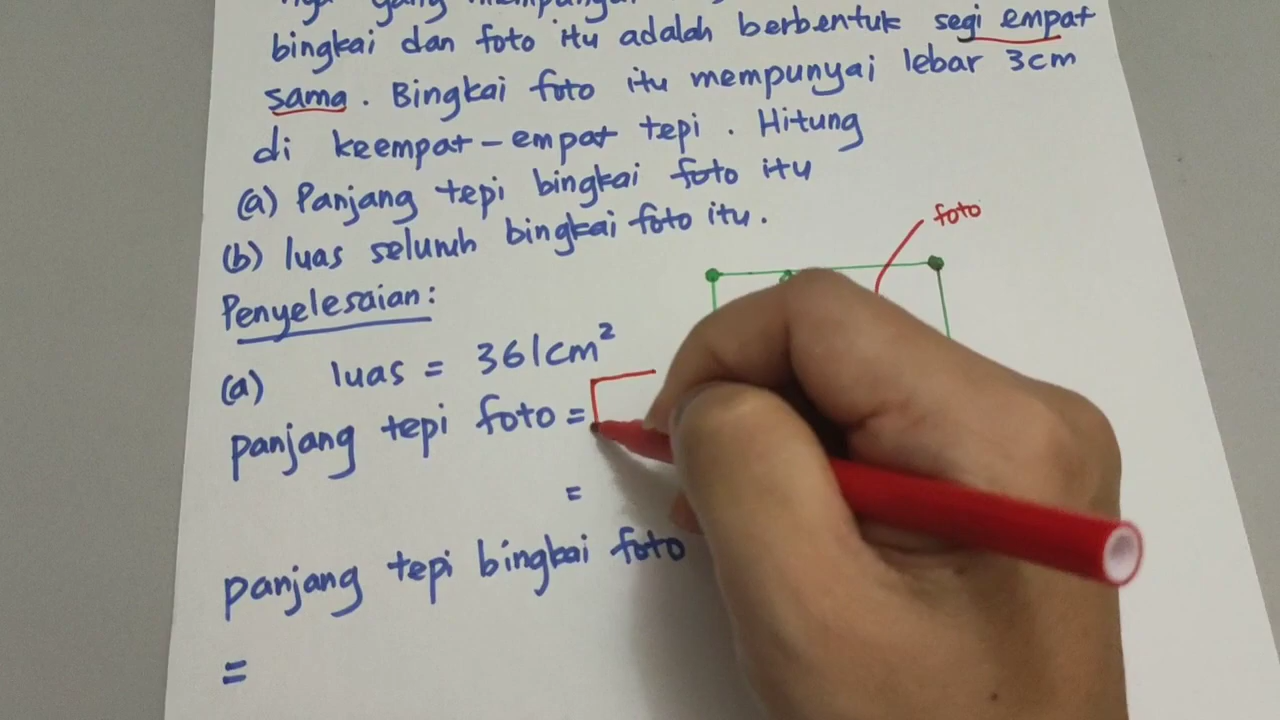 yang
bingkai dan foto itu adalah berbentuk segi empat
sama. Bingkai foto itu mempunyai lebar 3cm
di keempat-empat tepi. Hitung
(a) Panjang tepi bingkai foto itu
(b) luas seluruh bingkai foto itu.
foto
Penyelesaian:
(a) luas = 361cm²
panjang tepi foto =
=
panjang tepi bingkai foto
=